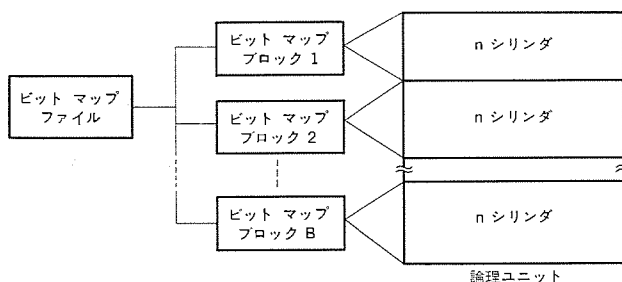 ビット マップ
ファイル
ビット マップ
ブロック 1
ビット マップ
ブロック 2
ビット マップ
ブロック B
n シリンダ
n シリンダ
n シリンダ
論理ユニット